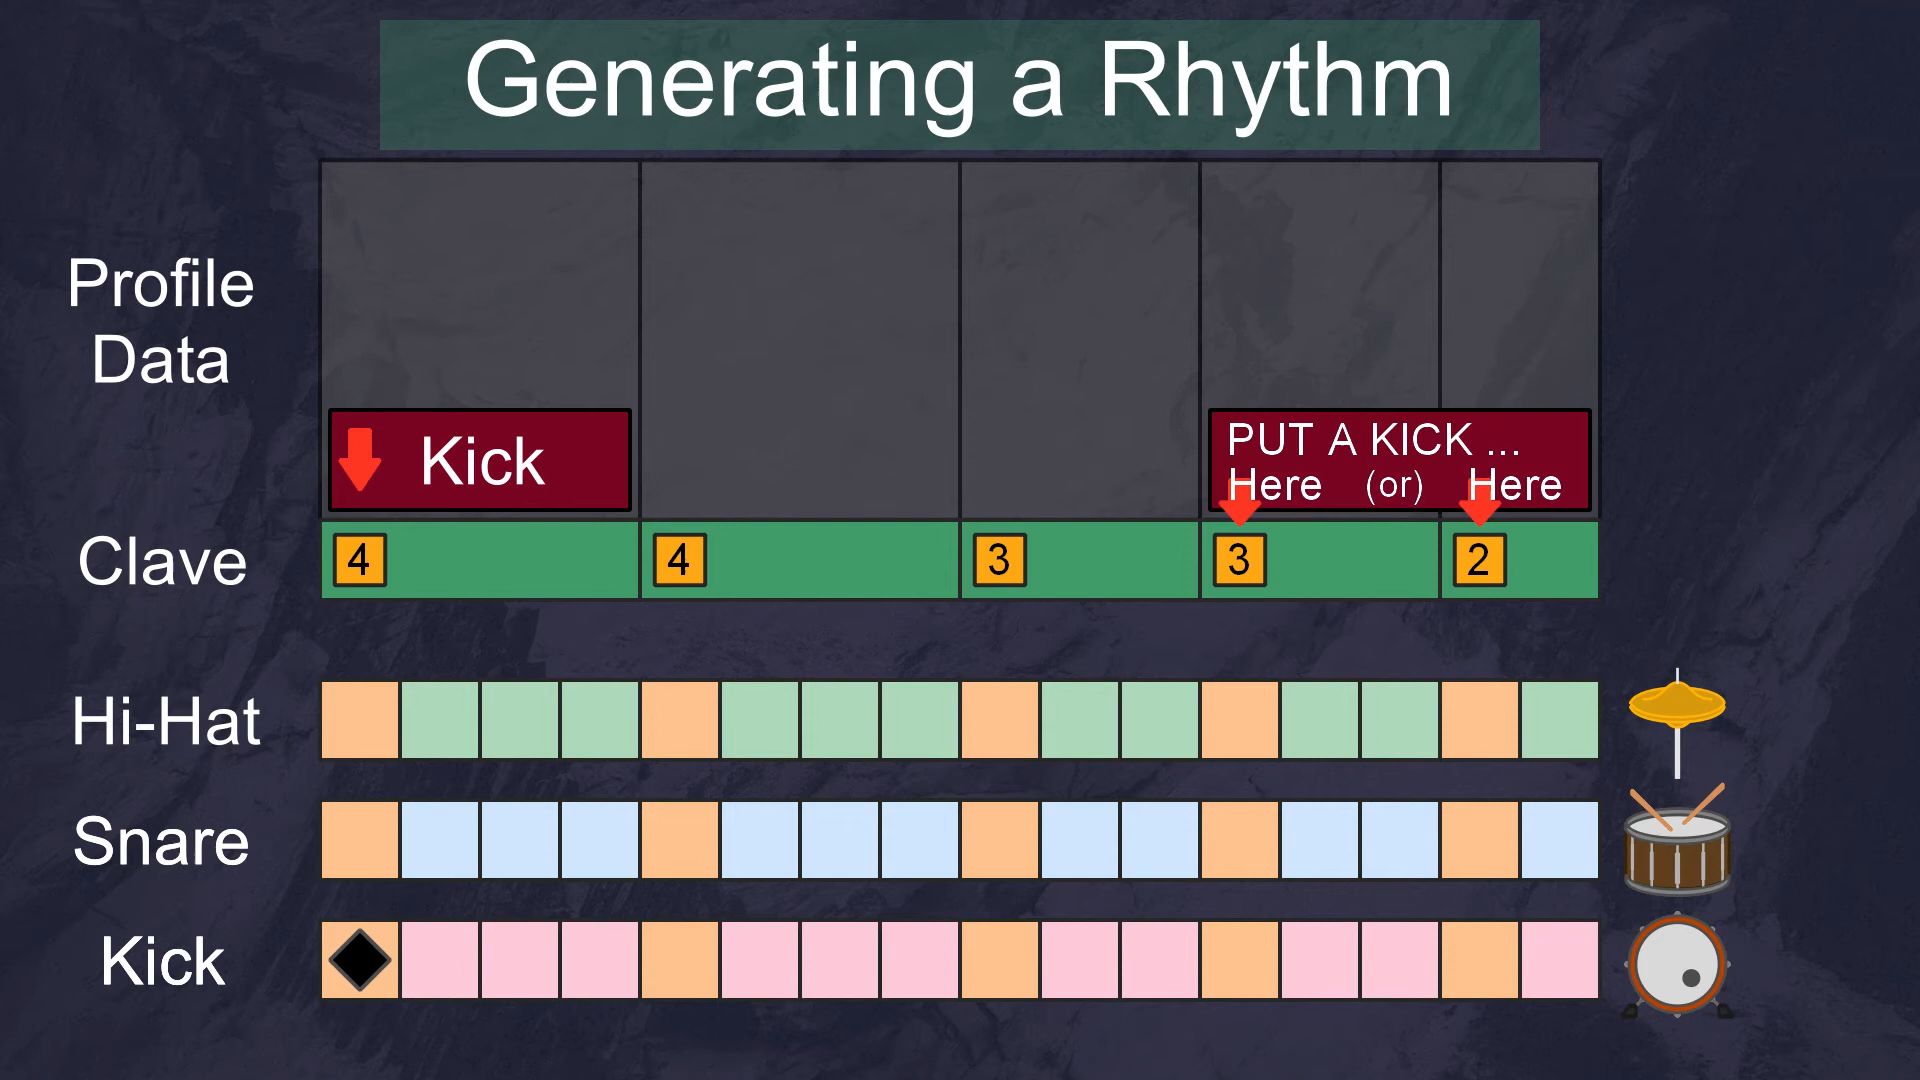 Generating a Rhythm
Profile
Data
Kick
PUT A KICK ...
Here (or) Here
Clave
4 4 3 3 2
Hi-Hat
Snare
Kick